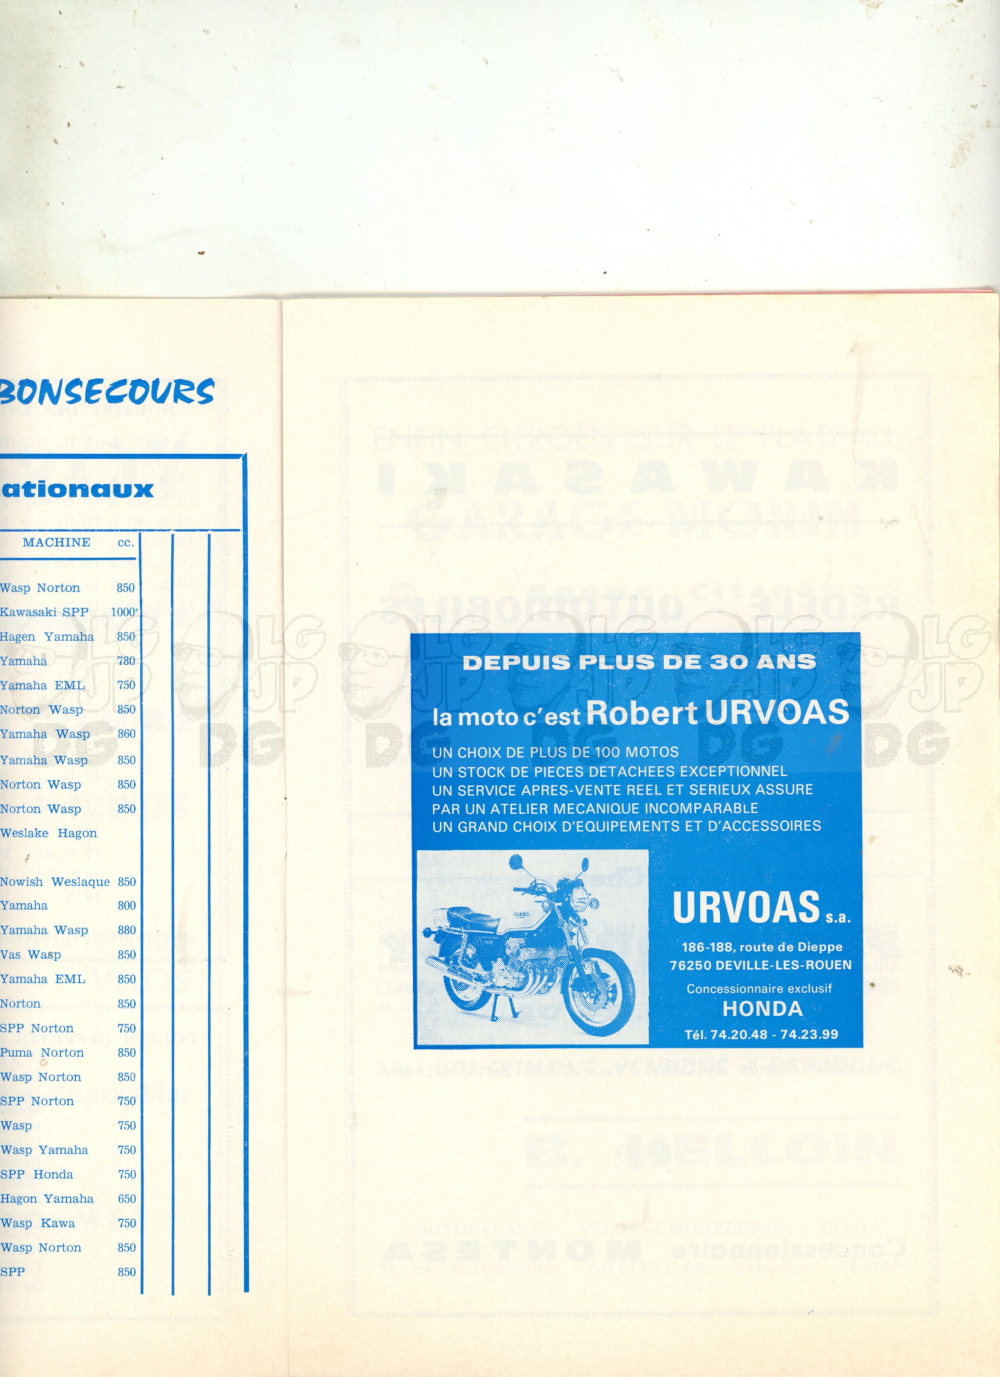 BONSECOURS
ationaux
MACHINE cc.
Wasp Norton 850
Kawasaki SPP 1000
Hagen Yamaha 850
Yamaha 780
Yamaha EML 750
Norton Wasp 850
Yamaha Wasp 860
Yamaha Wasp 850
Norton Wasp 850
Norton Wasp 850
Weslake Hagon
Nowish Weslaque 850
Yamaha 800
Yamaha Wasp 880
Vas Wasp 850
Yamaha EML 850
Norton 850
SPP Norton 750
Puma Norton 850
Wasp Norton 850
SPP Norton 750
Wasp 750
Wasp Yamaha 750
SPP Honda 750
Hagon Yamaha 650
Wasp Kawa 750
Wasp Norton 850
SPP 850
DEPUIS PLUS DE 30 ANS
la moto c'est Robert URVOAS
UN CHOIX DE PLUS DE 100 MOTOS
UN STOCK DE PIECES DETACHEES EXCEPTIONNEL
UN SERVICE APRES-VENTE REEL ET SERIEUX ASSURE
PAR UN ATELIER MECANIQUE INCOMPARABLE
UN GRAND CHOIX D'EQUIPEMENTS ET D'ACCESSOIRES
URVOAS s.a.
186-188, route de Dieppe
76250 DEVILLE-LES-ROUEN
Concessionnaire exclusif
HONDA
Tél. 74.20.48 - 74.23.99
LG JP DG